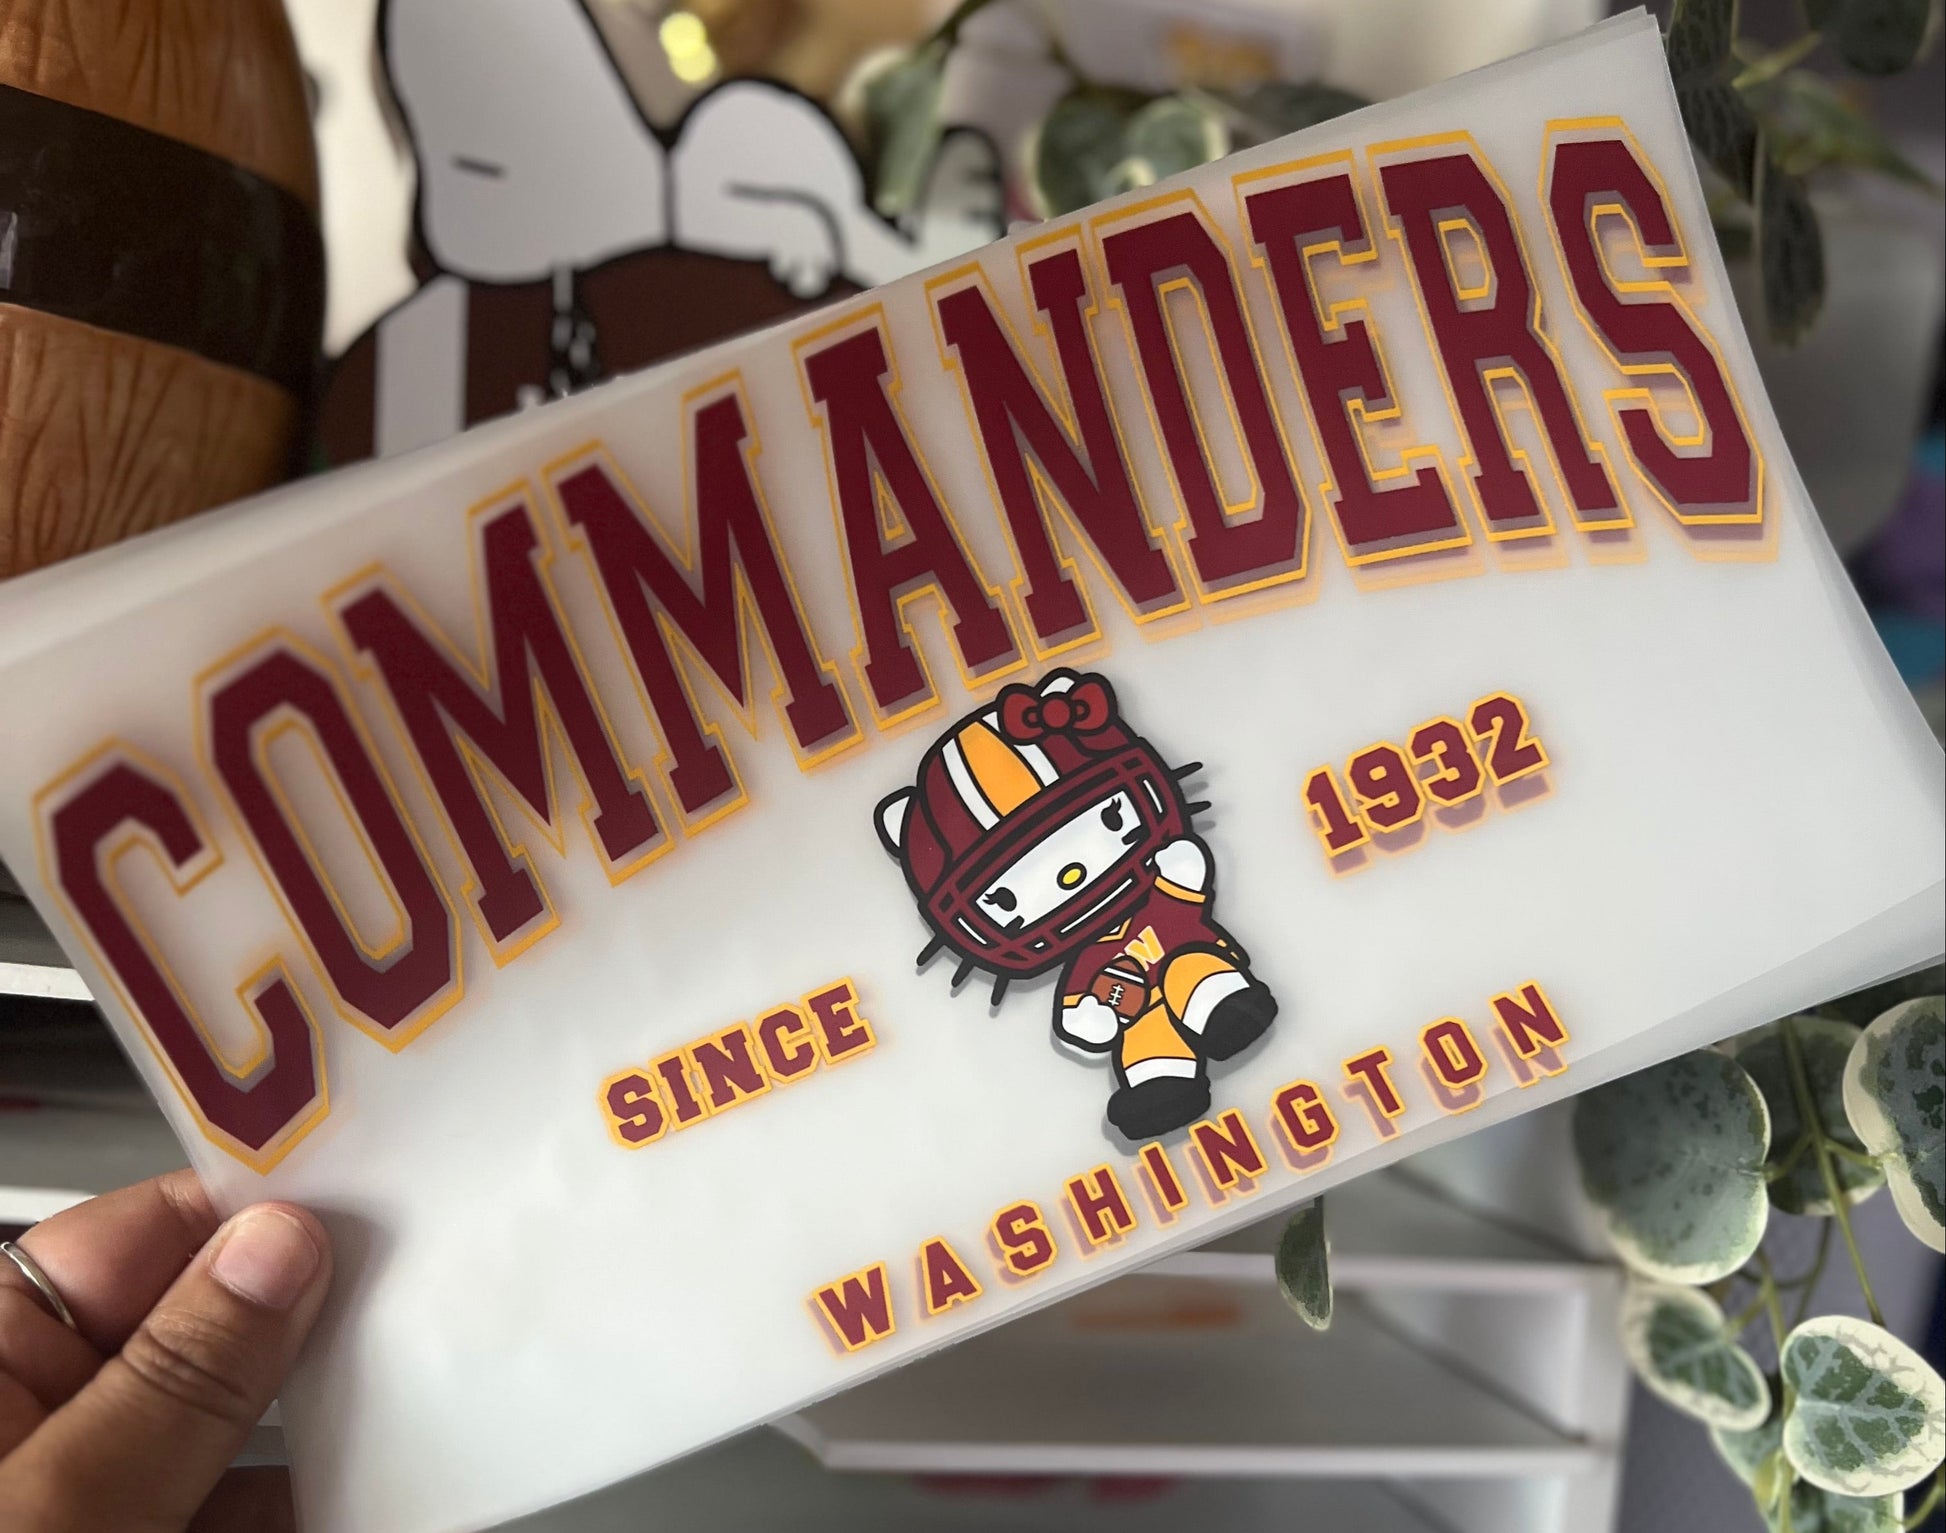 COMMANDERS
SINCE 1932
W
WASHINGTON